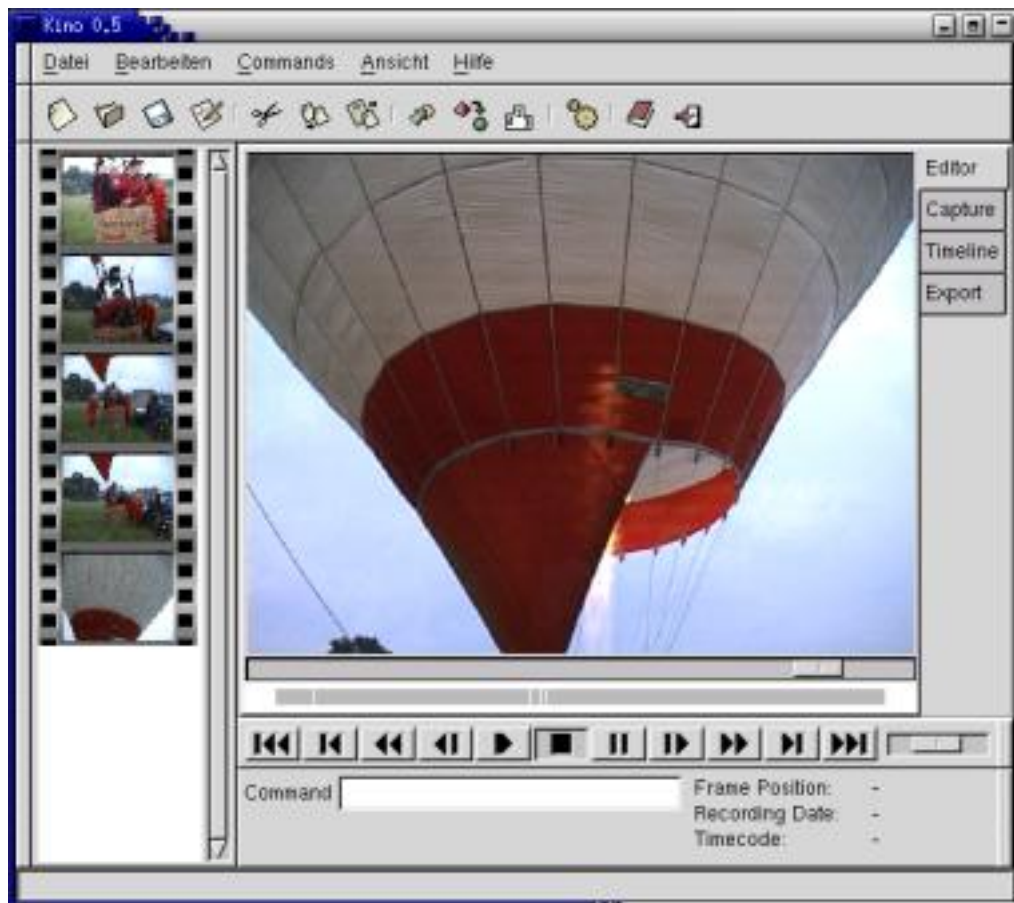 Kino 0.5
Datei Bearbeiten Commands Ansicht Hilfe
Editor
Capture
Timeline
Export
Command
Frame Position: -
Recording Date: -
Timecode: -